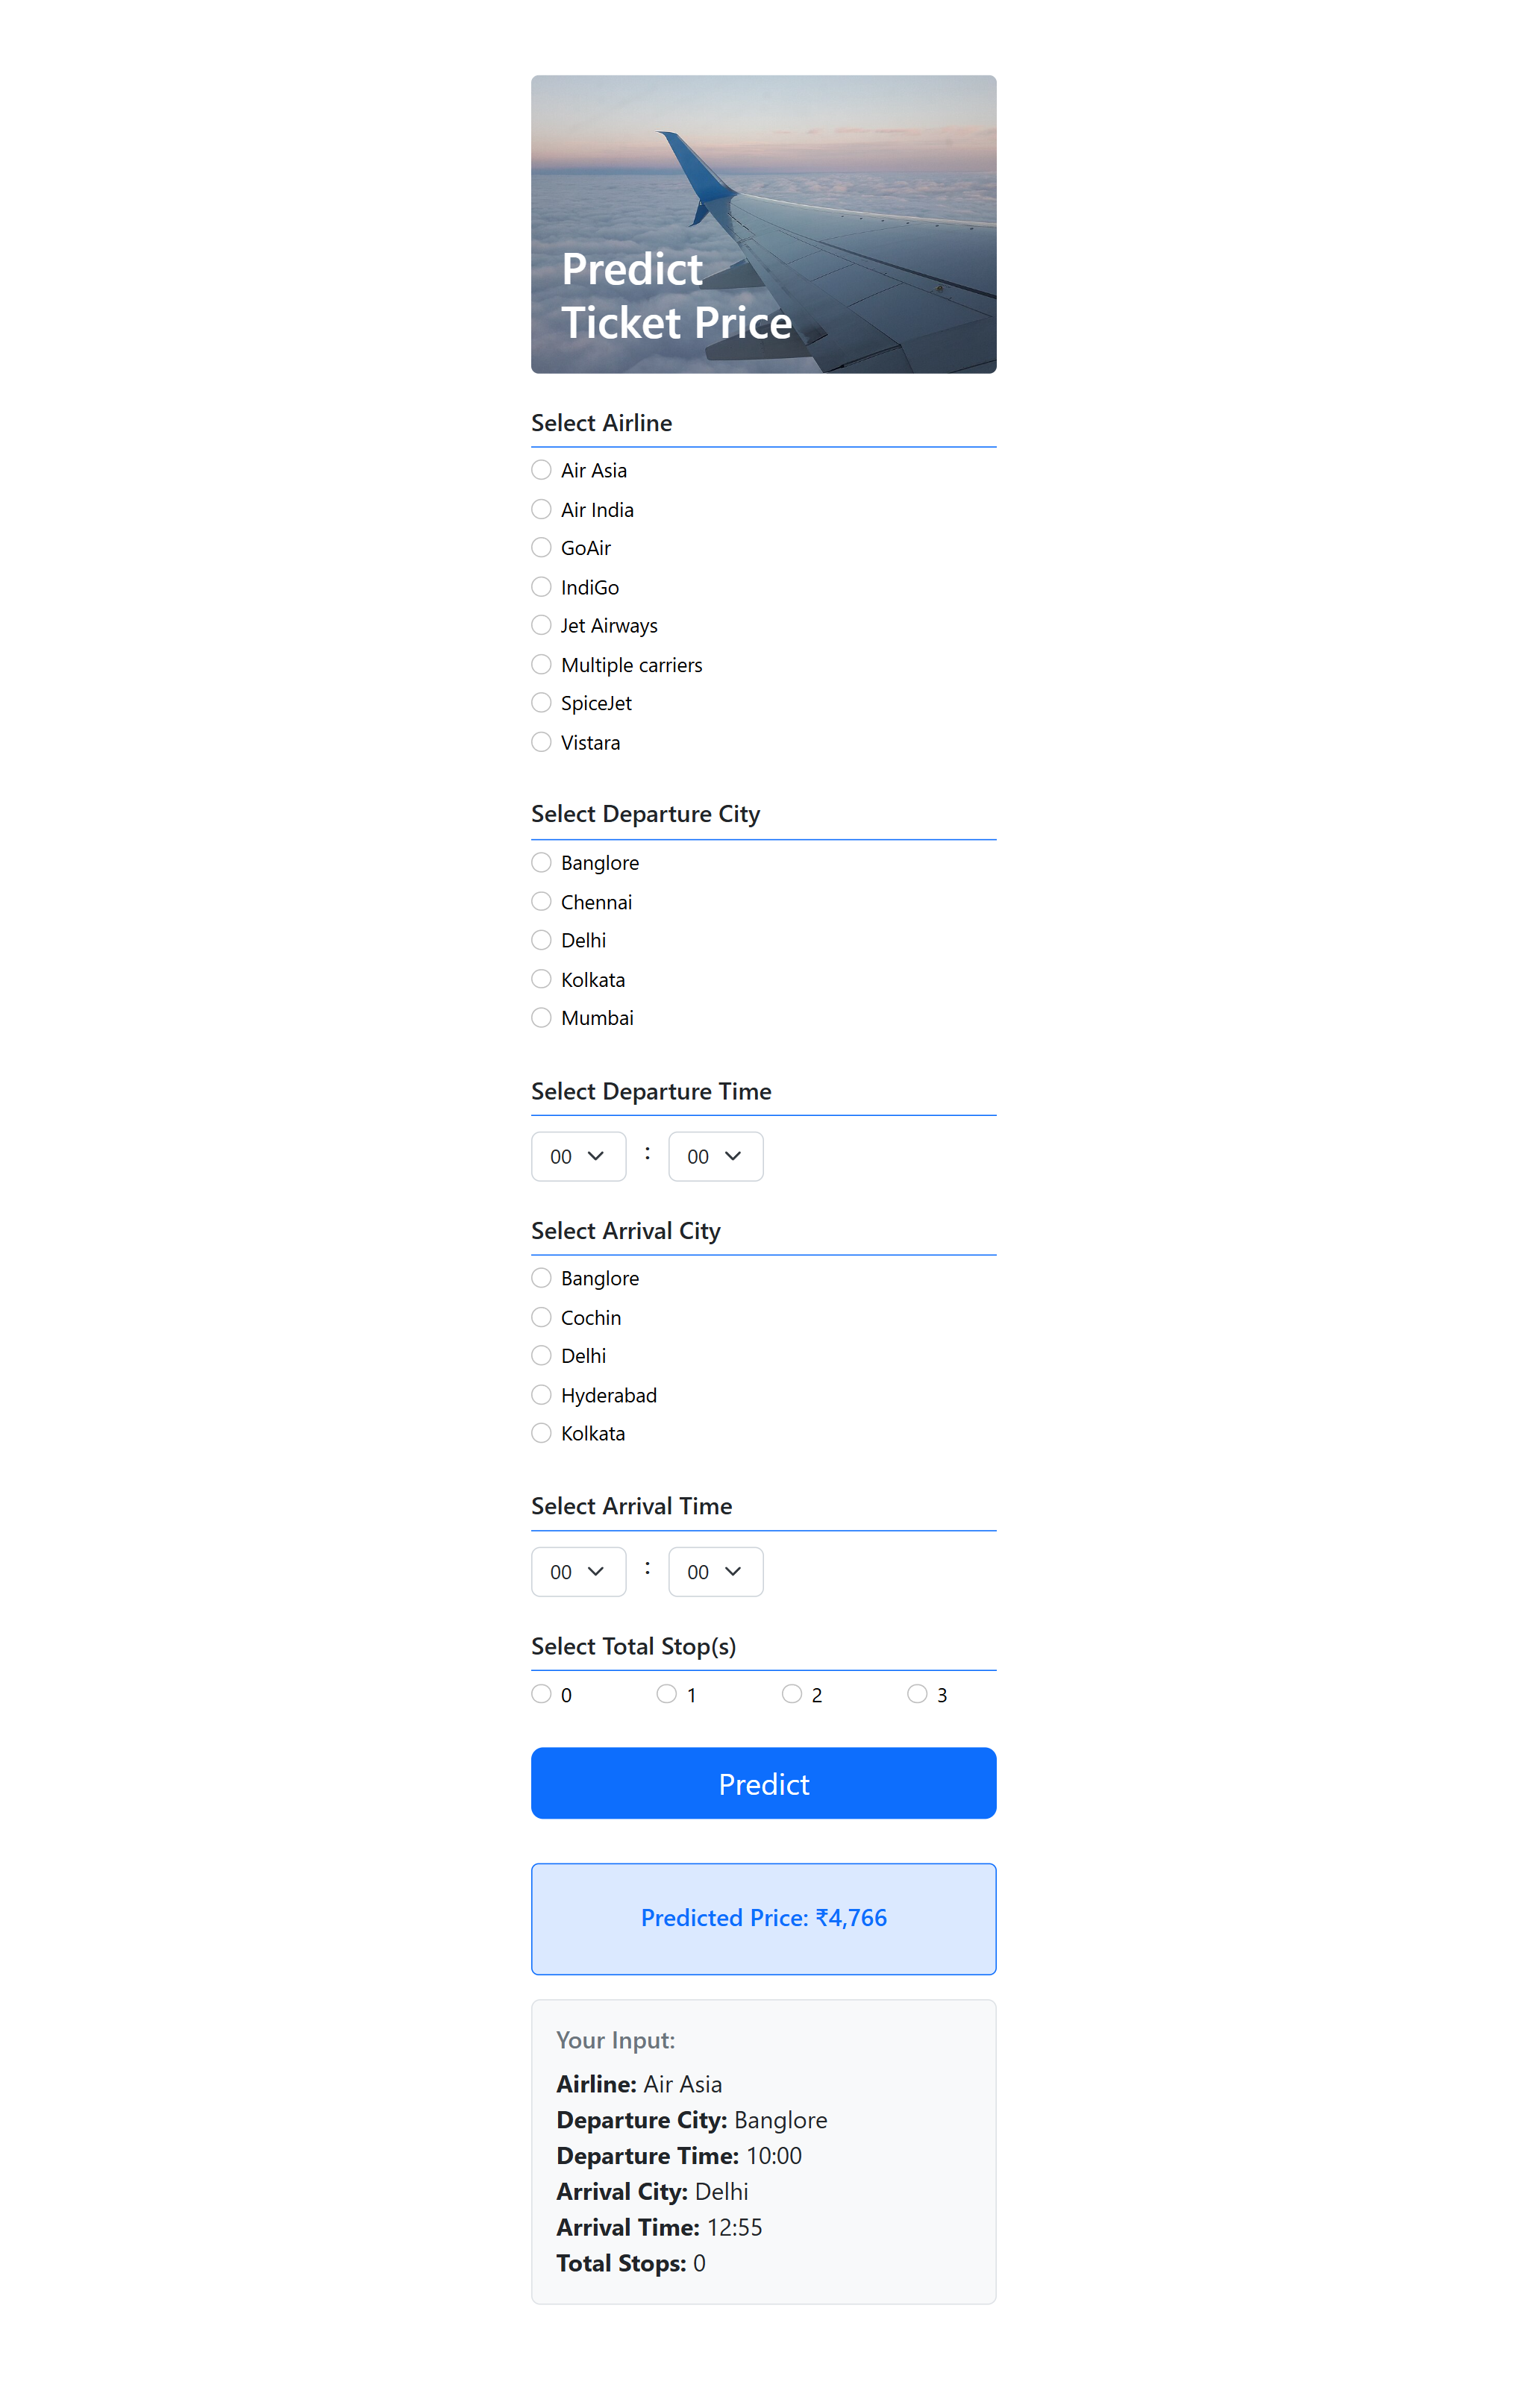 Predict
Ticket Price
Select Airline
Air Asia
Air India
GoAir
IndiGo
Jet Airways
Multiple carriers
SpiceJet
Vistara
Select Departure City
Banglore
Chennai
Delhi
Kolkata
Mumbai
Select Departure Time
00 : 00
Select Arrival City
Banglore
Cochin
Delhi
Hyderabad
Kolkata
Select Arrival Time
00 : 00
Select Total Stop(s)
0 1 2 3
Predict
Predicted Price: ₹4,766
Your Input:
Airline: Air Asia
Departure City: Banglore
Departure Time: 10:00
Arrival City: Delhi
Arrival Time: 12:55
Total Stops: 0